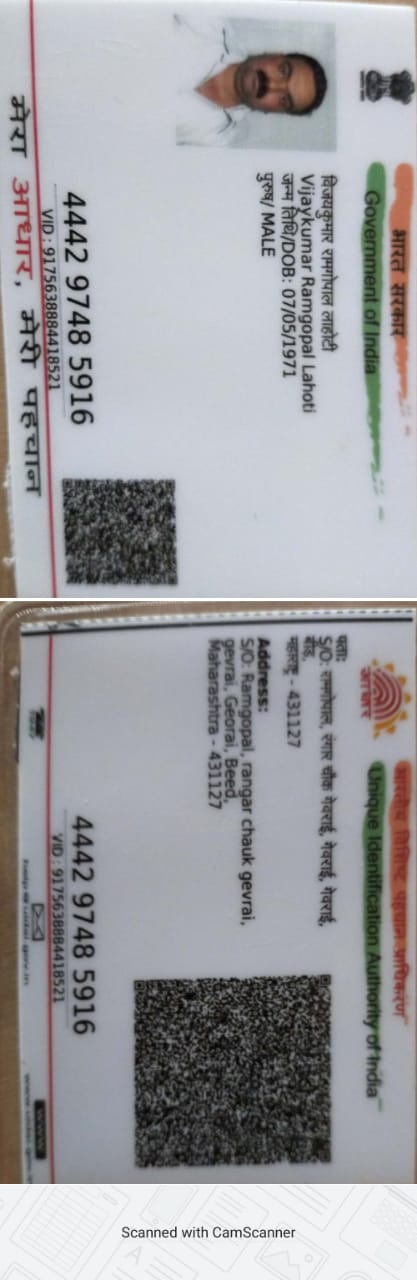 भारत सरकार
Government of India
विजयकुमार रामगोपाल लाहोटी
Vijaykumar Ramgopal Lahoti
जन्म तिथि/DOB: 07/05/1971
पुरुष/ MALE
4442 9748 5916
VID : 9175638884418521
मेरा आधार, मेरी पहचान
भारतीय विशिष्ट पहचान प्राधिकरण
Unique Identification Authority of India
आधार
पता:
S/O: रामगोपाल, रंगार चौक गेवराई, गेवराई, गेवराई,
बीड,
महाराष्ट्र - 431127
Address:
S/O: Ramgopal, rangar chauk gevrai,
gevrai, Georai, Beed,
Maharashtra - 431127
4442 9748 5916
VID : 9175638884418521
Scanned with CamScanner